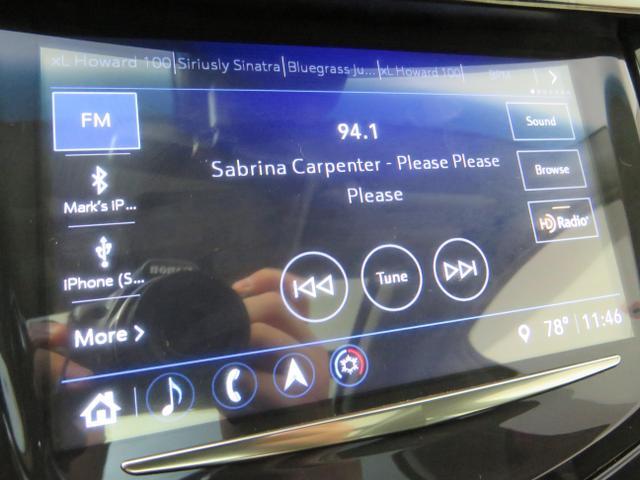 xL Howard 100 Siriusly Sinatra Bluegrass Ju... xL Howard 100 BPM
FM
94.1
Sound
Sabrina Carpenter - Please Please
Please
Browse
Mark's iP...
HD Radio
iPhone (S...
Tune
More >
78° 11:46